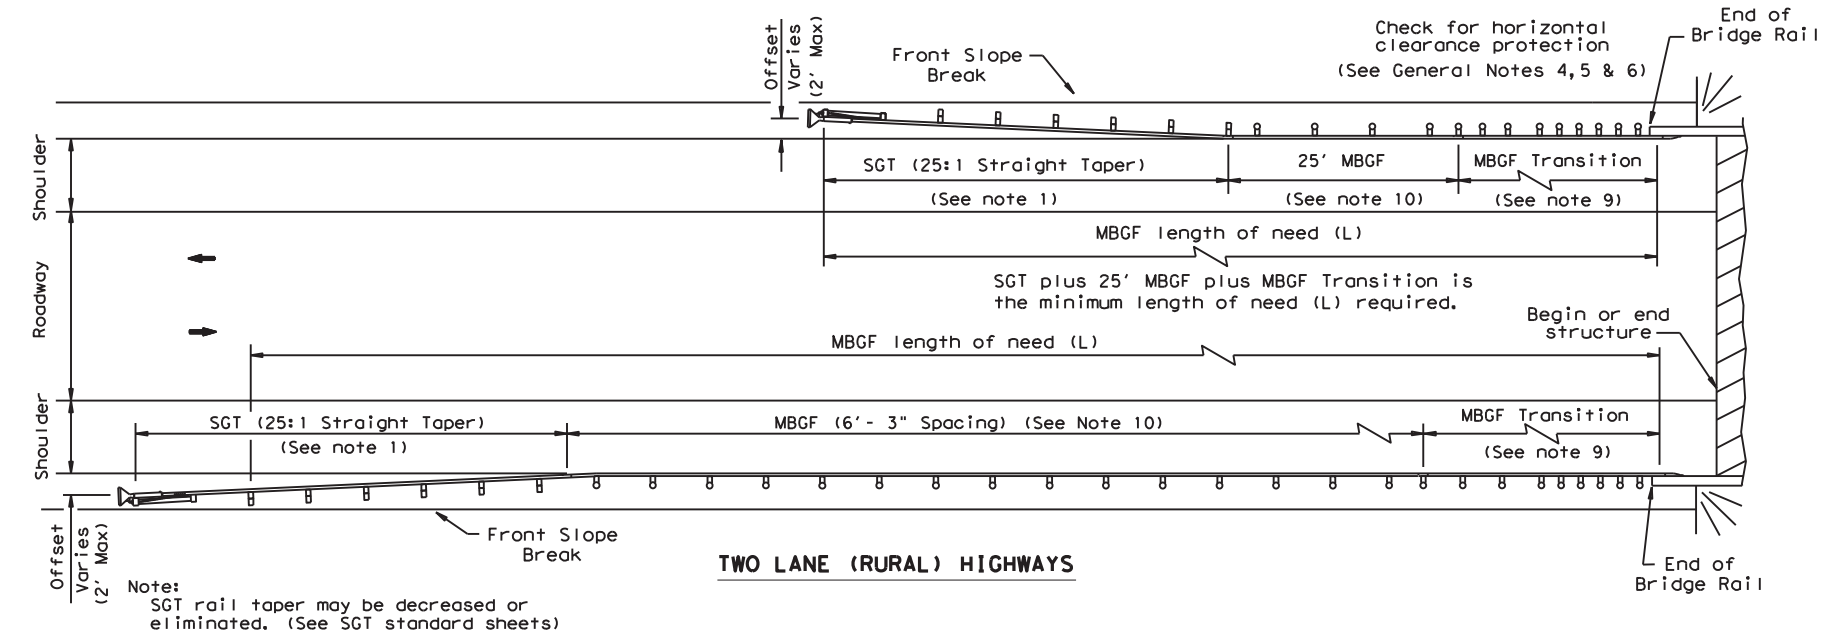 Offset
Varies
(2' Max)
Front Slope
Break
Check for horizontal
clearance protection
(See General Notes 4,5 & 6)
End of
Bridge Rail
Shoulder
SGT (25:1 Straight Taper)
(See note 1)
25' MBGF
(See note 10)
MBGF Transition
(See note 9)
MBGF length of need (L)
SGT plus 25' MBGF plus MBGF Transition is
the minimum length of need (L) required.
Roadway
Begin or end
structure
MBGF length of need (L)
Shoulder
SGT (25:1 Straight Taper)
(See note 1)
MBGF (6'- 3" Spacing) (See Note 10)
MBGF Transition
(See note 9)
Offset
Varies
(2' Max)
Front Slope
Break
TWO LANE (RURAL) HIGHWAYS
End of
Bridge Rail
Note:
SGT rail taper may be decreased or
eliminated. (See SGT standard sheets)